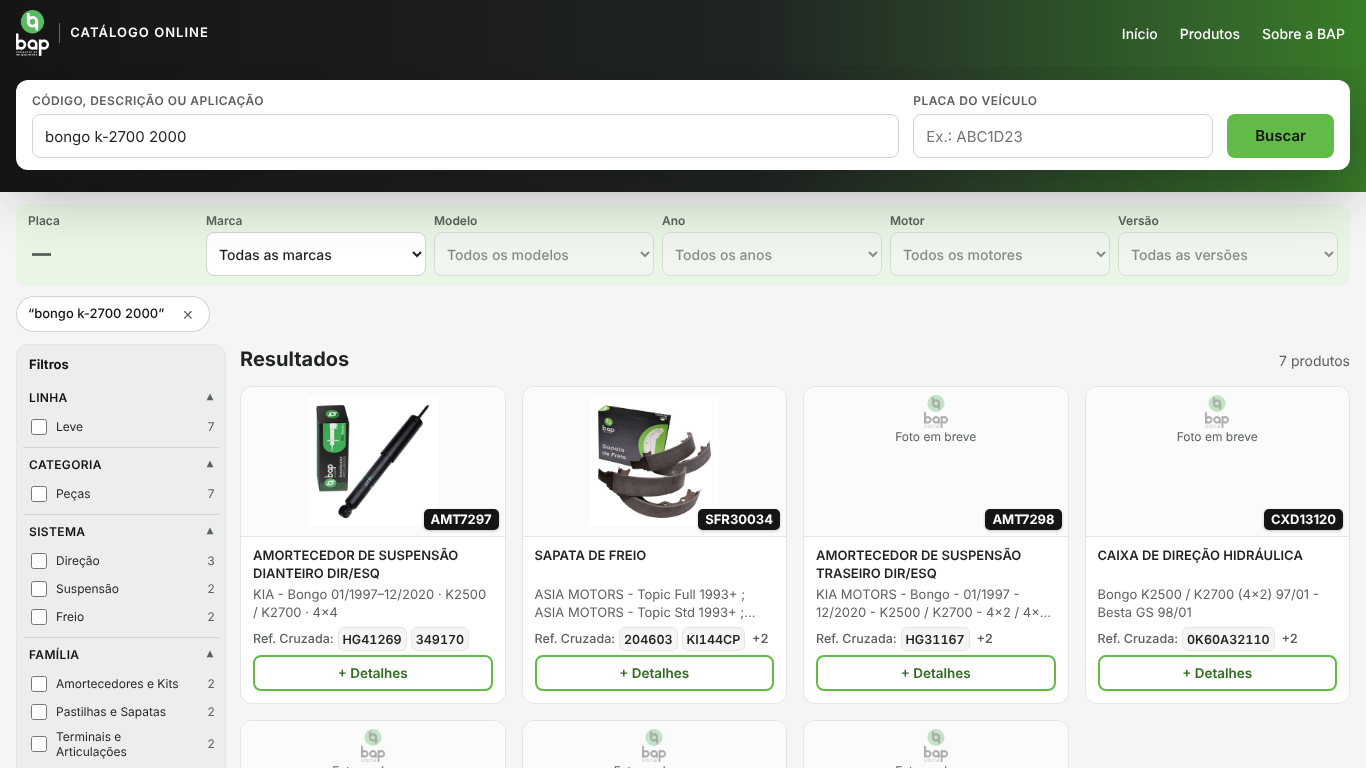 bap
CATÁLOGO ONLINE
Início
Produtos
Sobre a BAP
CÓDIGO, DESCRIÇÃO OU APLICAÇÃO
PLACA DO VEÍCULO
bongo k-2700 2000
Ex.: ABC1D23
Buscar
Placa
Marca
Modelo
Ano
Motor
Versão
—
Todas as marcas
Todos os modelos
Todos os anos
Todos os motores
Todas as versões
“bongo k-2700 2000” ×
Filtros
LINHA
Leve 7
CATEGORIA
Peças 7
SISTEMA
Direção 3
Suspensão 2
Freio 2
FAMÍLIA
Amortecedores e Kits 2
Pastilhas e Sapatas 2
Terminais e
Articulações 2
Resultados
7 produtos
bap
AMT7297
AMORTECEDOR DE SUSPENSÃO
DIANTEIRO DIR/ESQ
KIA - Bongo 01/1997–12/2020 · K2500
/ K2700 · 4×4
Ref. Cruzada: HG41269 349170
+ Detalhes
bap
Sapata
de Freio
SFR30034
SAPATA DE FREIO
ASIA MOTORS - Topic Full 1993+ ;
ASIA MOTORS - Topic Std 1993+ ;...
Ref. Cruzada: 204603 KI144CP +2
+ Detalhes
bap
Foto em breve
AMT7298
AMORTECEDOR DE SUSPENSÃO
TRASEIRO DIR/ESQ
KIA MOTORS - Bongo - 01/1997 -
12/2020 - K2500 / K2700 - 4×2 / 4×...
Ref. Cruzada: HG31167 +2
+ Detalhes
bap
Foto em breve
CXD13120
CAIXA DE DIREÇÃO HIDRÁULICA
Bongo K2500 / K2700 (4×2) 97/01 -
Besta GS 98/01
Ref. Cruzada: 0K60A32110 +2
+ Detalhes
bap
bap
bap